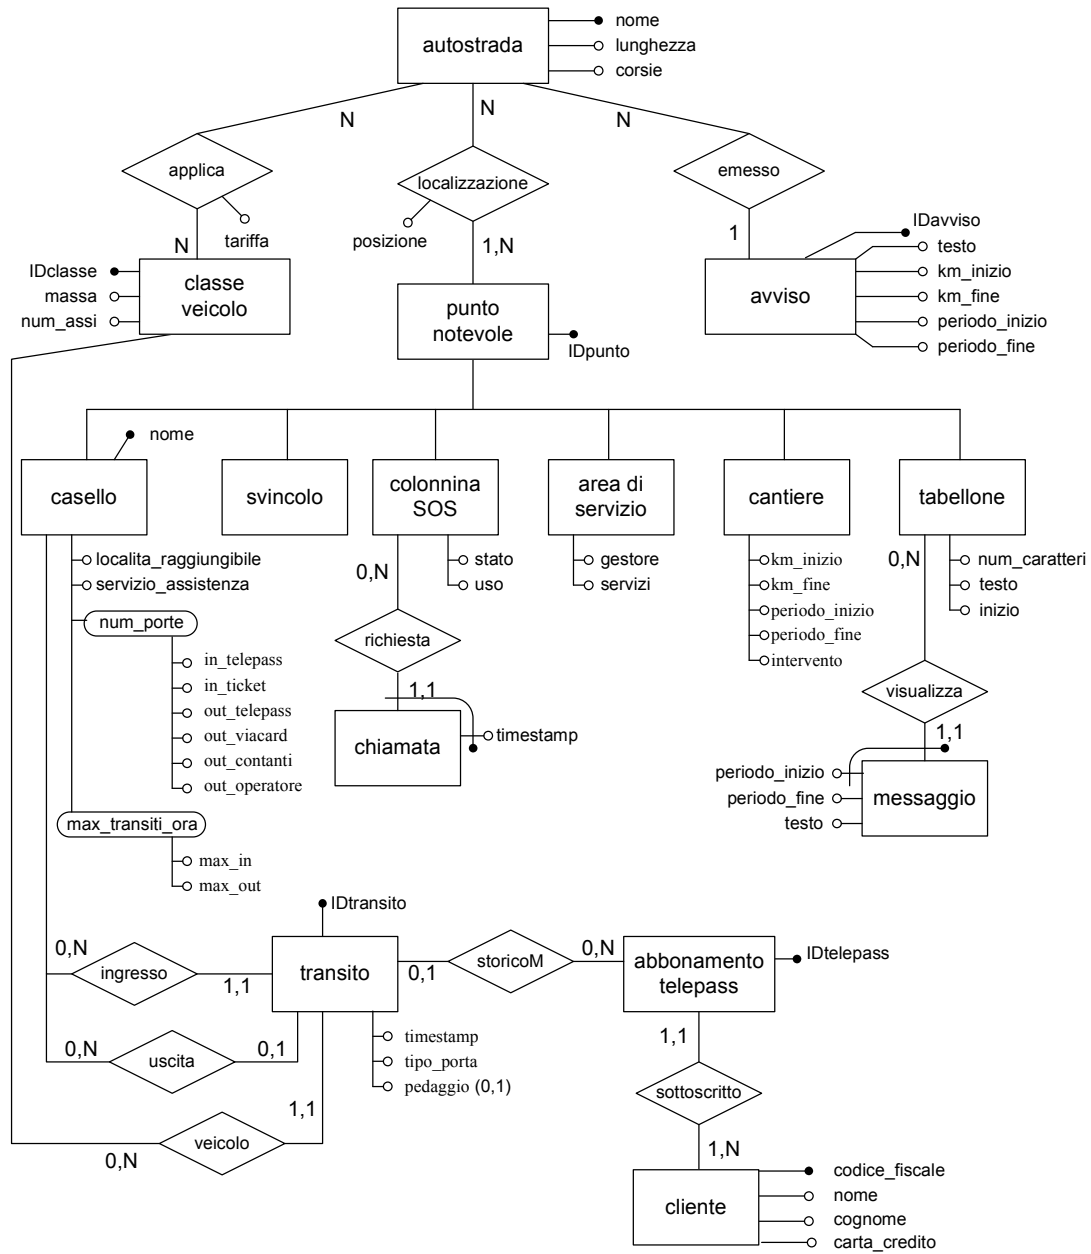 autostrada
nome
lunghezza
corsie
N
N
N
applica
localizzazione
emesso
tariffa
posizione
N
1,N
1
IDclasse
massa
num_assi
classe
veicolo
punto
notevole
IDpunto
avviso
IDavviso
testo
km_inizio
km_fine
periodo_inizio
periodo_fine
nome
casello
svincolo
colonnina
SOS
area di
servizio
cantiere
tabellone
localita_raggiungibile
servizio_assistenza
num_porte
in_telepass
in_ticket
out_telepass
out_viacard
out_contanti
out_operatore
max_transiti_ora
max_in
max_out
0,N
stato
uso
richiesta
1,1
chiamata
timestamp
gestore
servizi
km_inizio
km_fine
periodo_inizio
periodo_fine
intervento
0,N
num_caratteri
testo
inizio
visualizza
1,1
periodo_inizio
periodo_fine
testo
messaggio
IDtransito
0,N
ingresso
1,1
transito
0,1
storicoM
0,N
abbonamento
telepass
IDtelepass
0,N
uscita
0,1
timestamp
tipo_porta
pedaggio (0,1)
1,1
0,N
veicolo
1,1
sottoscritto
1,N
cliente
codice_fiscale
nome
cognome
carta_credito